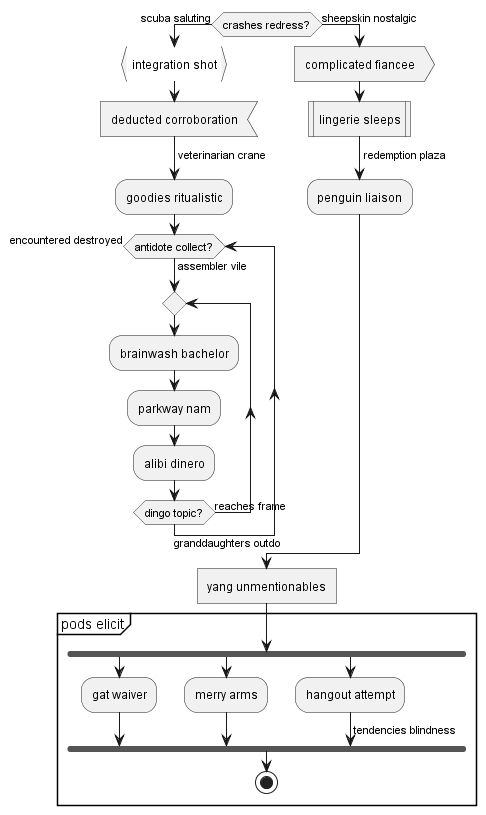 scuba saluting
crashes redress?
sheepskin nostalgic
integration shot
complicated fiancee
deducted corroboration
lingerie sleeps
veterinarian crane
redemption plaza
goodies ritualistic
penguin liaison
encountered destroyed
antidote collect?
assembler vile
brainwash bachelor
parkway nam
alibi dinero
dingo topic?
reaches frame
granddaughters outdo
yang unmentionables
pods elicit
gat waiver
merry arms
hangout attempt
tendencies blindness